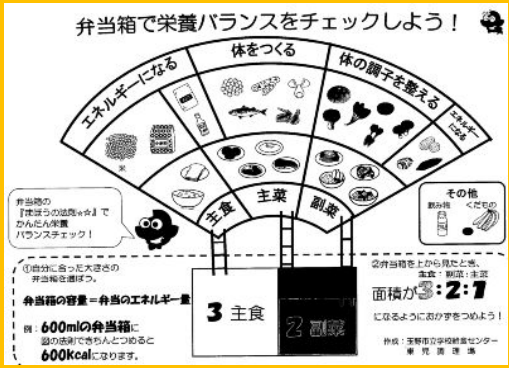 弁当箱で栄養バランスをチェックしよう！
エネルギーになる
体をつくる
体の調子を整える
エネルギーになる
米
主食
主菜
副菜
弁当箱の
『まほうの法則☆☆』で
かんたん栄養
バランスチェック！
その他
飲み物 くだもの
①自分に合った大きさの
弁当箱を選ぼう。
弁当箱の容量＝弁当のエネルギー量
例：600mlの弁当箱に
図の法則できちんとつめると
600kcalになります。
3 主食
2 副菜
②弁当箱を上から見たとき、
主食：副菜：主菜
面積が3:2:1
になるようにおかずをつめよう！
作成：玉野市立学校給食センター
東児調理場